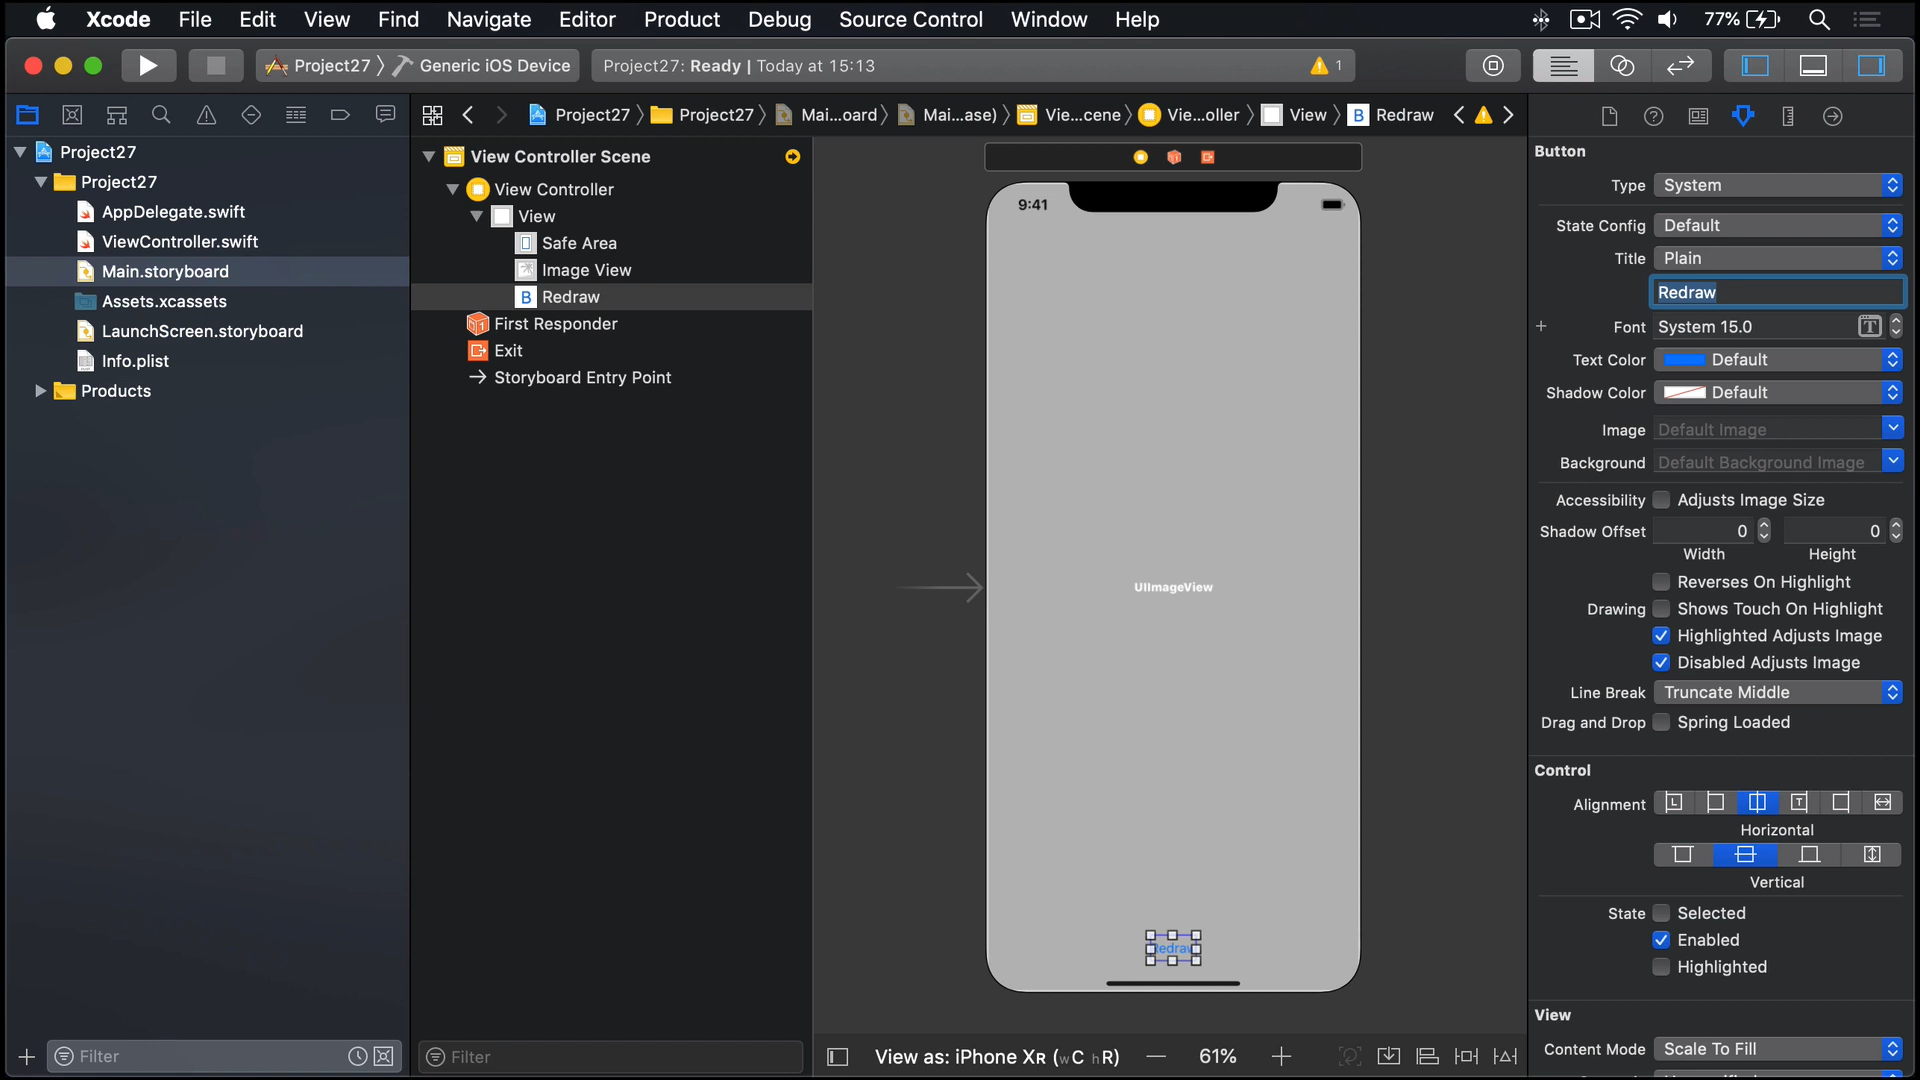 Xcode File Edit View Find Navigate Editor Product Debug Source Control Window Help 77%
Project27 Generic iOS Device Project27: Ready | Today at 15:13 1
Project27 Project27 Mai...oard Mai...ase) Vie...cene Vie...oller View B Redraw
Project27
Project27
AppDelegate.swift
ViewController.swift
Main.storyboard
Assets.xcassets
LaunchScreen.storyboard
Info.plist
Products
Filter
View Controller Scene
View Controller
View
Safe Area
Image View
B Redraw
First Responder
Exit
Storyboard Entry Point
Filter
9:41
UIImageView
Redraw
View as: iPhone XR (wC hR) 61%
Button
Type System
State Config Default
Title Plain
Redraw
Font System 15.0 T
Text Color Default
Shadow Color Default
Image Default Image
Background Default Background Image
Accessibility Adjusts Image Size
Shadow Offset 0 0
Width Height
Reverses On Highlight
Drawing Shows Touch On Highlight
Highlighted Adjusts Image
Disabled Adjusts Image
Line Break Truncate Middle
Drag and Drop Spring Loaded
Control
Alignment L T
Horizontal
Vertical
State Selected
Enabled
Highlighted
View
Content Mode Scale To Fill